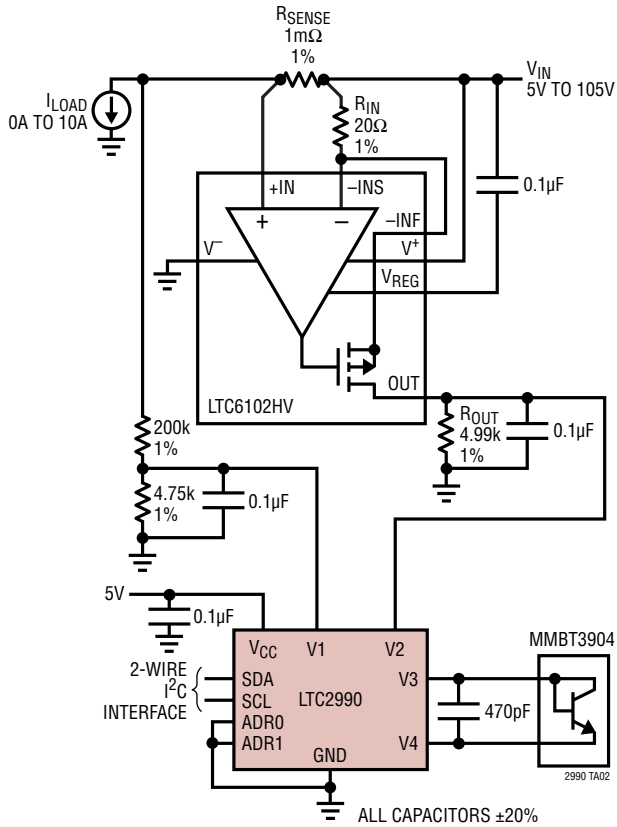 RSENSE
1mΩ
1%
ILOAD
0A TO 10A
VIN
5V TO 105V
RIN
20Ω
1%
0.1µF
+IN
–INS
–INF
+
–
V–
V+
VREG
OUT
LTC6102HV
200k
1%
ROUT
4.99k
1%
0.1µF
4.75k
1%
0.1µF
5V
0.1µF
VCC
V1
V2
MMBT3904
2-WIRE
I2C
INTERFACE
SDA
SCL
ADR0
ADR1
LTC2990
V3
V4
GND
470pF
2990 TA02
ALL CAPACITORS ±20%